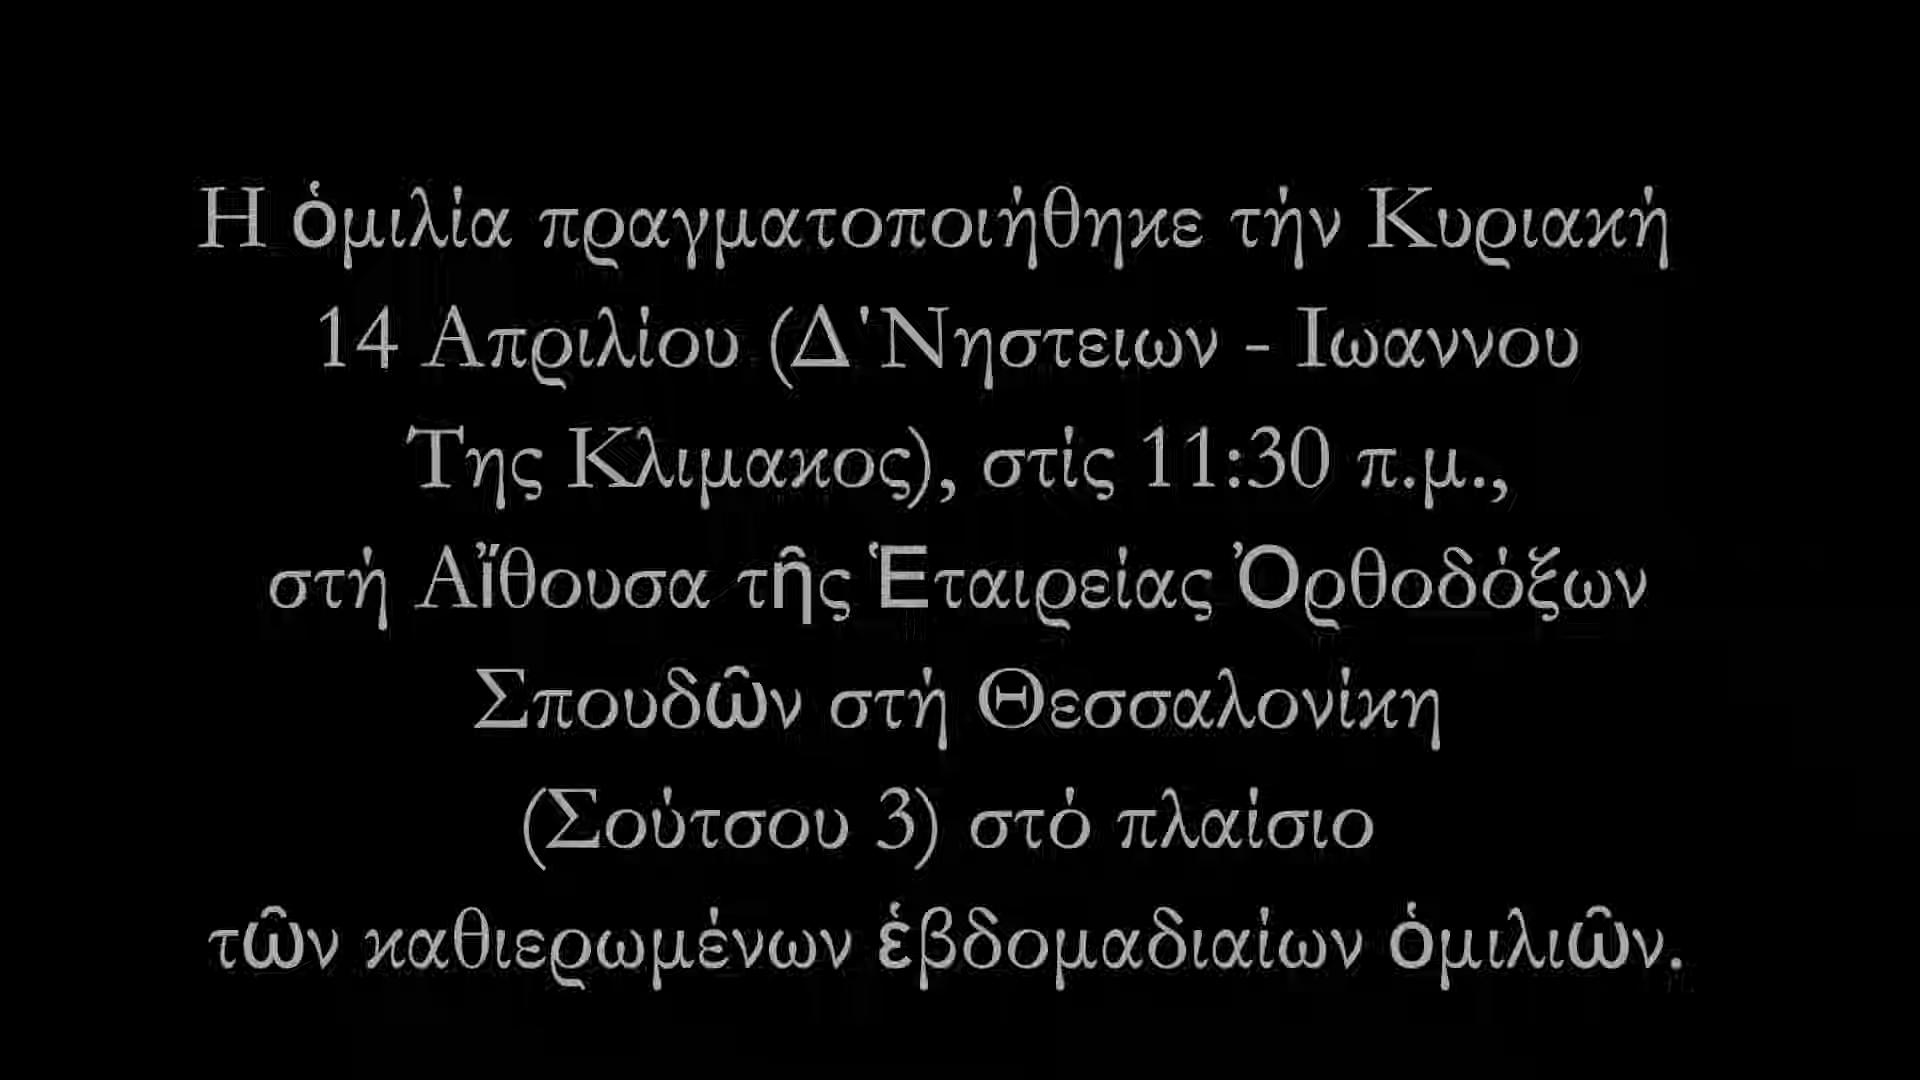 Η ὁμιλία πραγματοποιήθηκε τήν Κυριακή
14 Απριλίου (Δ΄Νηστειων - Ιωαννου
Της Κλιμακος), στίς 11:30 π.μ.,
στή Αἴθουσα τῆς Ἑταιρείας Ὀρθοδόξων
Σπουδῶν στή Θεσσαλονίκη
(Σούτσου 3) στό πλαίσιο
τῶν καθιερωμένων ἑβδομαδιαίων ὁμιλιῶν.